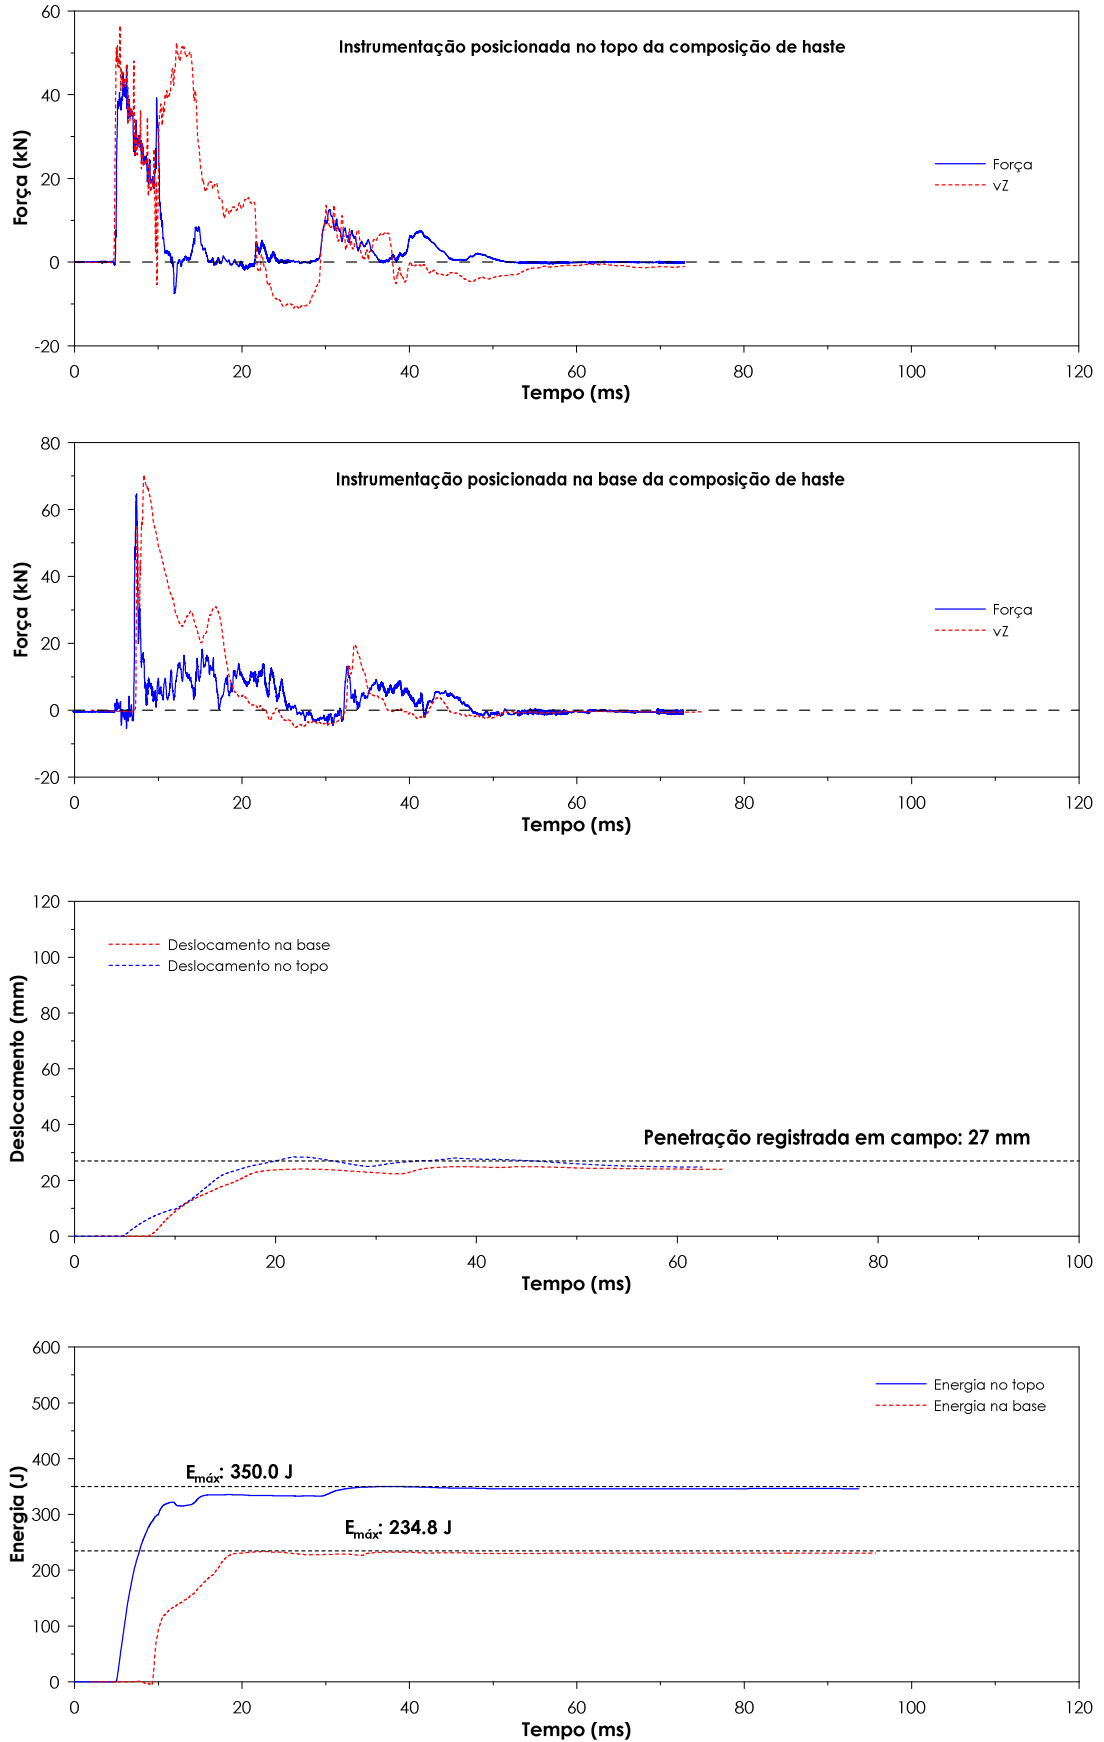 60
40
20
0
-20
Força (kN)
Instrumentação posicionada no topo da composição de haste
Força
vZ
0 20 40 60 80 100 120
Tempo (ms)
80
60
40
20
0
-20
Força (kN)
Instrumentação posicionada na base da composição de haste
Força
vZ
0 20 40 60 80 100 120
Tempo (ms)
120
100
80
60
40
20
0
Deslocamento (mm)
Deslocamento na base
Deslocamento no topo
Penetração registrada em campo: 27 mm
0 20 40 60 80 100
Tempo (ms)
600
500
400
300
200
100
0
Energia (J)
Energia no topo
Energia na base
Emáx: 350.0 J
Emáx: 234.8 J
0 20 40 60 80 100 120
Tempo (ms)